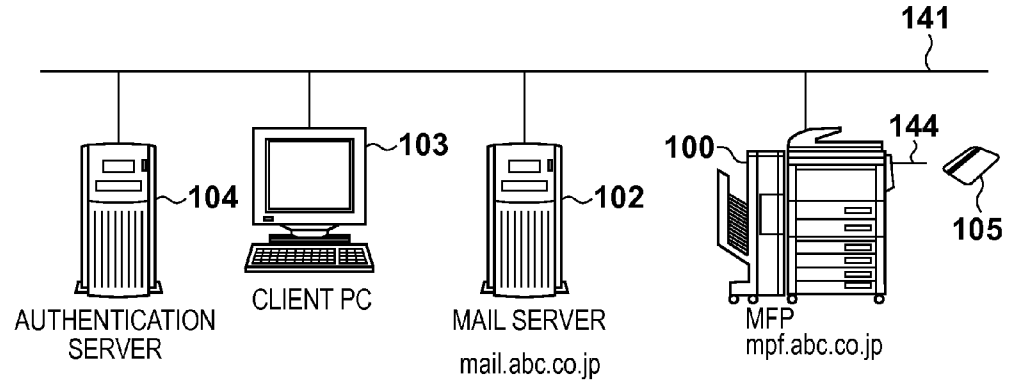 141
103
100
144
104
102
105
CLIENT PC
AUTHENTICATION
SERVER
MAIL SERVER
mail.abc.co.jp
MFP
mpf.abc.co.jp